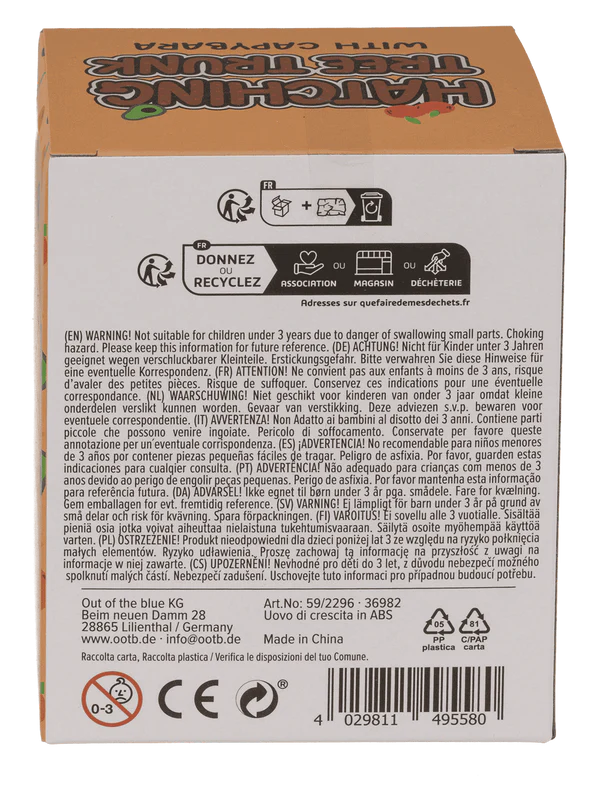 HATCHING
TREE TRUNK
WITH CAPYBARA
FR
+
FR
DONNEZ
OU
RECYCLEZ
ASSOCIATION
OU
MAGASIN
OU
DÉCHÈTERIE
Adresses sur quefairedemesdechets.fr
(EN) WARNING! Not suitable for children under 3 years due to danger of swallowing small parts. Choking
hazard. Please keep this information for future reference. (DE) ACHTUNG! Nicht für Kinder unter 3 Jahren
geeignet wegen verschluckbarer Kleinteile. Erstickungsgefahr. Bitte verwahren Sie diese Hinweise für
eine eventuelle Korrespondenz. (FR) ATTENTION! Ne convient pas aux enfants à moins de 3 ans, risque
d'avaler des petites pièces. Risque de suffoquer. Conservez ces indications pour une éventuelle
correspondance. (NL) WAARSCHUWING! Niet geschikt voor kinderen van onder 3 jaar omdat kleine
onderdelen verslikt kunnen worden. Gevaar van verstikking. Deze adviezen s.v.p. bewaren voor
eventuele correspondentie. (IT) AVVERTENZA! Non Adatto ai bambini al disotto dei 3 anni. Contiene parti
piccole che possono venire ingoiate. Pericolo di soffocamento. Conservate per favore questi
annotazione per un'eventuale corrispondenza. (ES) ¡ADVERTENCIA! No recomendable para niños menores
de 3 años por contener piezas pequeñas fáciles de tragar. Peligro de asfixia. Por favor, guarden estas
indicaciones para cualquier consulta. (PT) ADVERTÊNCIA! Não adequado para crianças com menos de 3
anos devido ao perigo de engolir peças pequenas. Perigo de asfixia. Por favor mantenha esta informação
para referência futura. (DA) ADVARSEL! Ikke egnet til børn under 3 år pga. smådele. Fare for kvælning.
Gem emballagen for evt. fremtidig reference. (SV) VARNING! Ej lämpligt för barn under 3 år på grund av
små delar och risk för kvävning. Spara förpackningen. (FI) VAROITUS! Ei sovellu alle 3 vuotialle. Sisältää
pieniä osia jotka voivat aiheuttaa nielaistuna tukehtumisvaaraan. Säilytä osoite myöhempää käyttöä
varten. (PL) OSTRZEŻENIE! Produkt nieodpowiedni dla dzieci poniżej lat 3 ze względu na ryzyko połknięcia
małych elementów. Ryzyko udławienia. Proszę zachowaj tą informację na przyszłość z uwagi na
informacje w niej zawarte. (CS) UPOZERNĚNÍ! Nevhodné pro děti do 3 let, z důvodu nebezpečí možného
spolknutí malých částí. Nebezpečí zadušení. Uschovejte tuto informaci pro případnou budoucí potřebu.
Out of the blue KG
Beim neuen Damm 28
28865 Lilienthal / Germany
www.ootb.de · info@ootb.de
Art.No: 59/2296 · 36982
Uovo di crescita in ABS
Made in China
05
PP
plastica
81
C/PAP
carta
Raccolta carta, Raccolta plastica / Verifica le disposizioni del tuo Comune.
0-3
CE
®
4 029811 495580